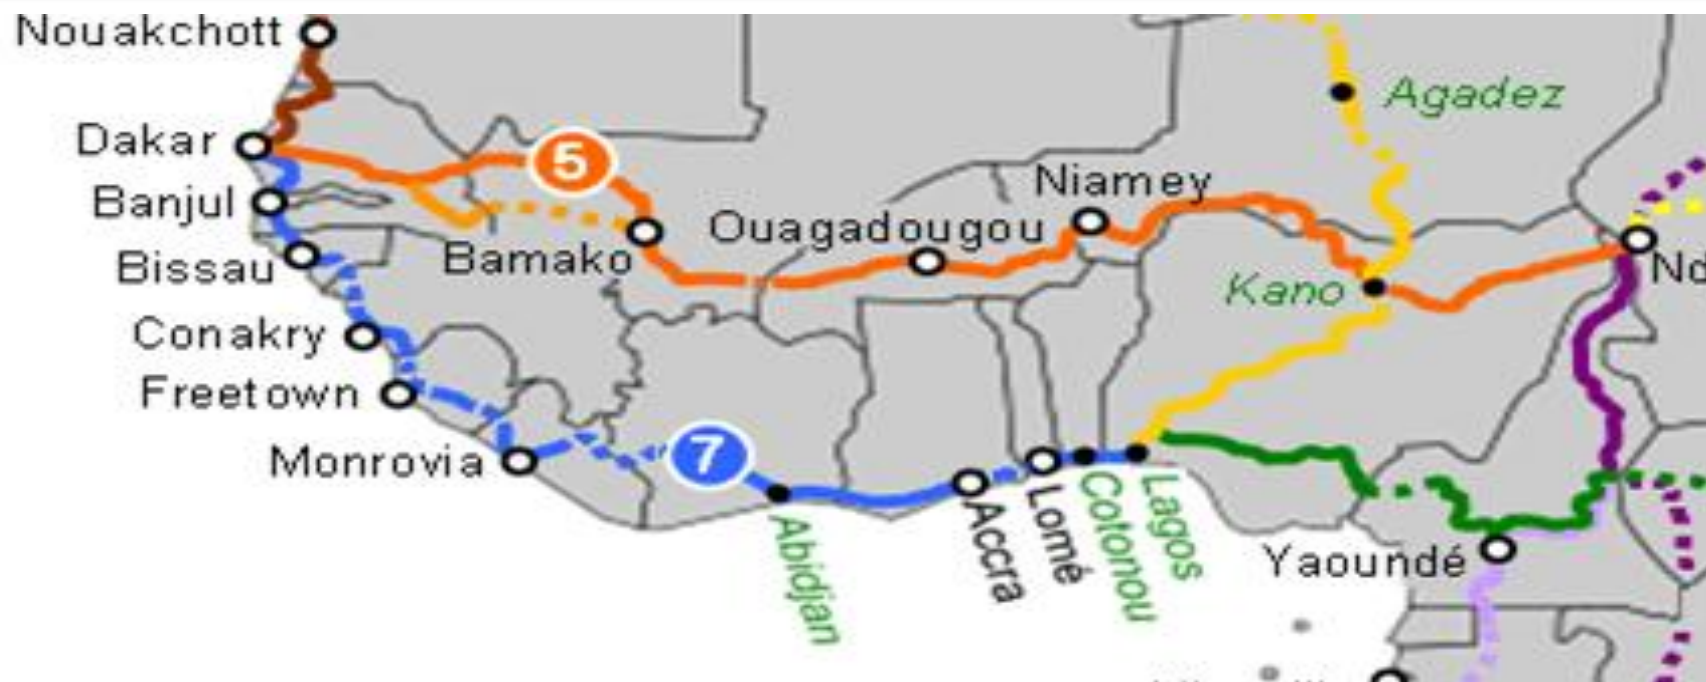 Nouakchott
Agadez
Dakar
5
Niamey
Banjul
Ouagadougou
Bissau
Bamako
Nd
Kano
Conakry
Freetown
Monrovia
7
Abidjan
Accra
Lomé
Cotonou
Lagos
Yaoundé